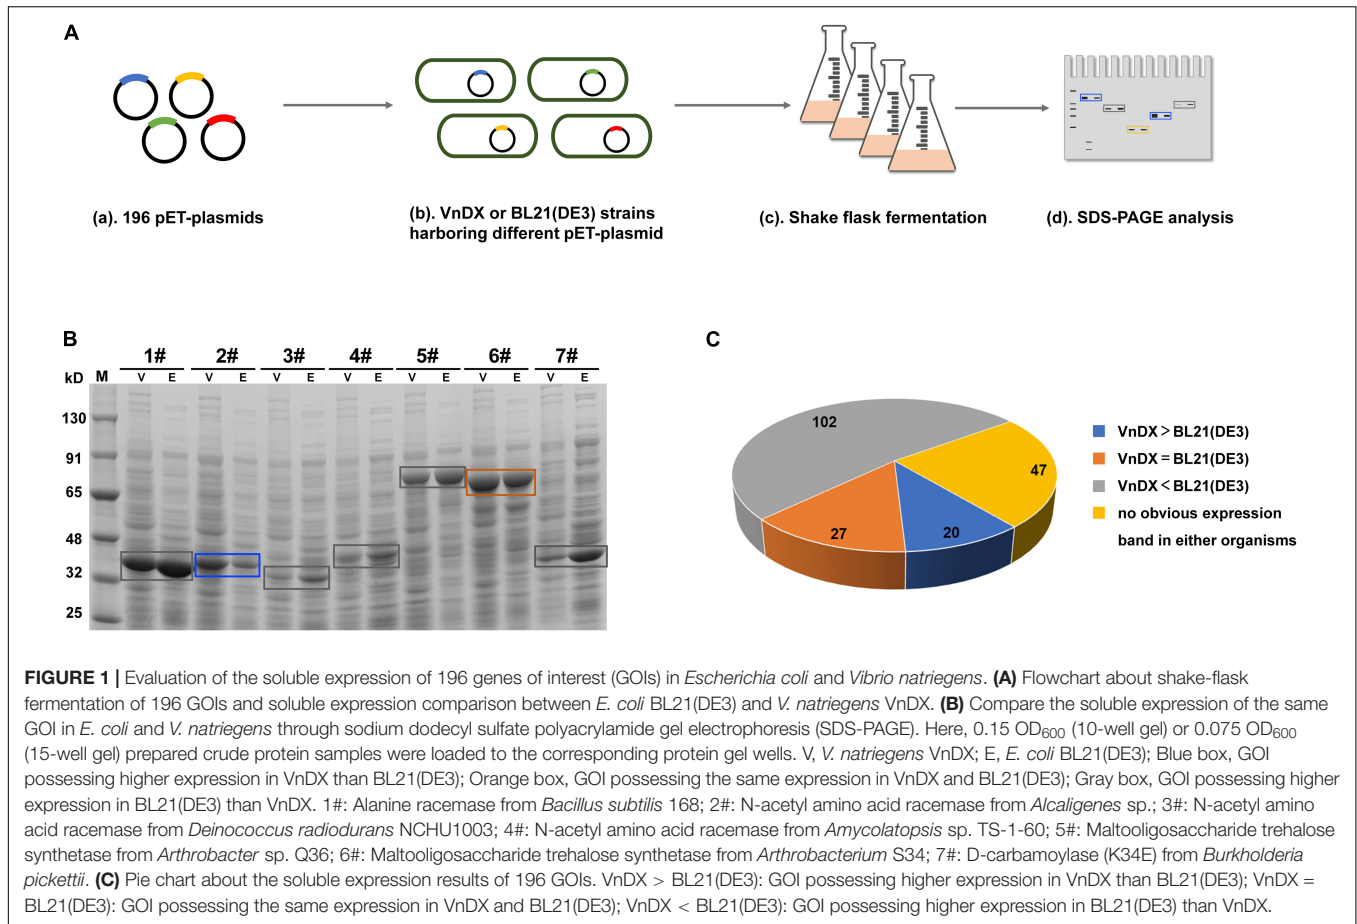 A
(a). 196 pET-plasmids
(b). VnDX or BL21(DE3) strains
harboring different pET-plasmid
(c). Shake flask fermentation
(d). SDS-PAGE analysis
B
1# 2# 3# 4# 5# 6# 7#
kD M V E V E V E V E V E V E V E
130
91
65
48
32
25
C
102
47
27
20
VnDX > BL21(DE3)
VnDX = BL21(DE3)
VnDX < BL21(DE3)
no obvious expression
band in either organisms
FIGURE 1 | Evaluation of the soluble expression of 196 genes of interest (GOIs) in Escherichia coli and Vibrio natriegens. (A) Flowchart about shake-flask
fermentation of 196 GOIs and soluble expression comparison between E. coli BL21(DE3) and V. natriegens VnDX. (B) Compare the soluble expression of the same
GOI in E. coli and V. natriegens through sodium dodecyl sulfate polyacrylamide gel electrophoresis (SDS-PAGE). Here, 0.15 OD600 (10-well gel) or 0.075 OD600
(15-well gel) prepared crude protein samples were loaded to the corresponding protein gel wells. V, V. natriegens VnDX; E, E. coli BL21(DE3); Blue box, GOI
possessing higher expression in VnDX than BL21(DE3); Orange box, GOI possessing the same expression in VnDX and BL21(DE3); Gray box, GOI possessing higher
expression in BL21(DE3) than VnDX. 1#: Alanine racemase from Bacillus subtilis 168; 2#: N-acetyl amino acid racemase from Alcaligenes sp.; 3#: N-acetyl amino
acid racemase from Deinococcus radiodurans NCHU1003; 4#: N-acetyl amino acid racemase from Amycolatopsis sp. TS-1-60; 5#: Maltooligosaccharide trehalose
synthetase from Arthrobacter sp. Q36; 6#: Maltooligosaccharide trehalose synthetase from Arthrobacterium S34; 7#: D-carbamoylase (K34E) from Burkholderia
pickettii. (C) Pie chart about the soluble expression results of 196 GOIs. VnDX > BL21(DE3): GOI possessing higher expression in VnDX than BL21(DE3); VnDX =
BL21(DE3): GOI possessing the same expression in VnDX and BL21(DE3); VnDX < BL21(DE3): GOI possessing higher expression in BL21(DE3) than VnDX.